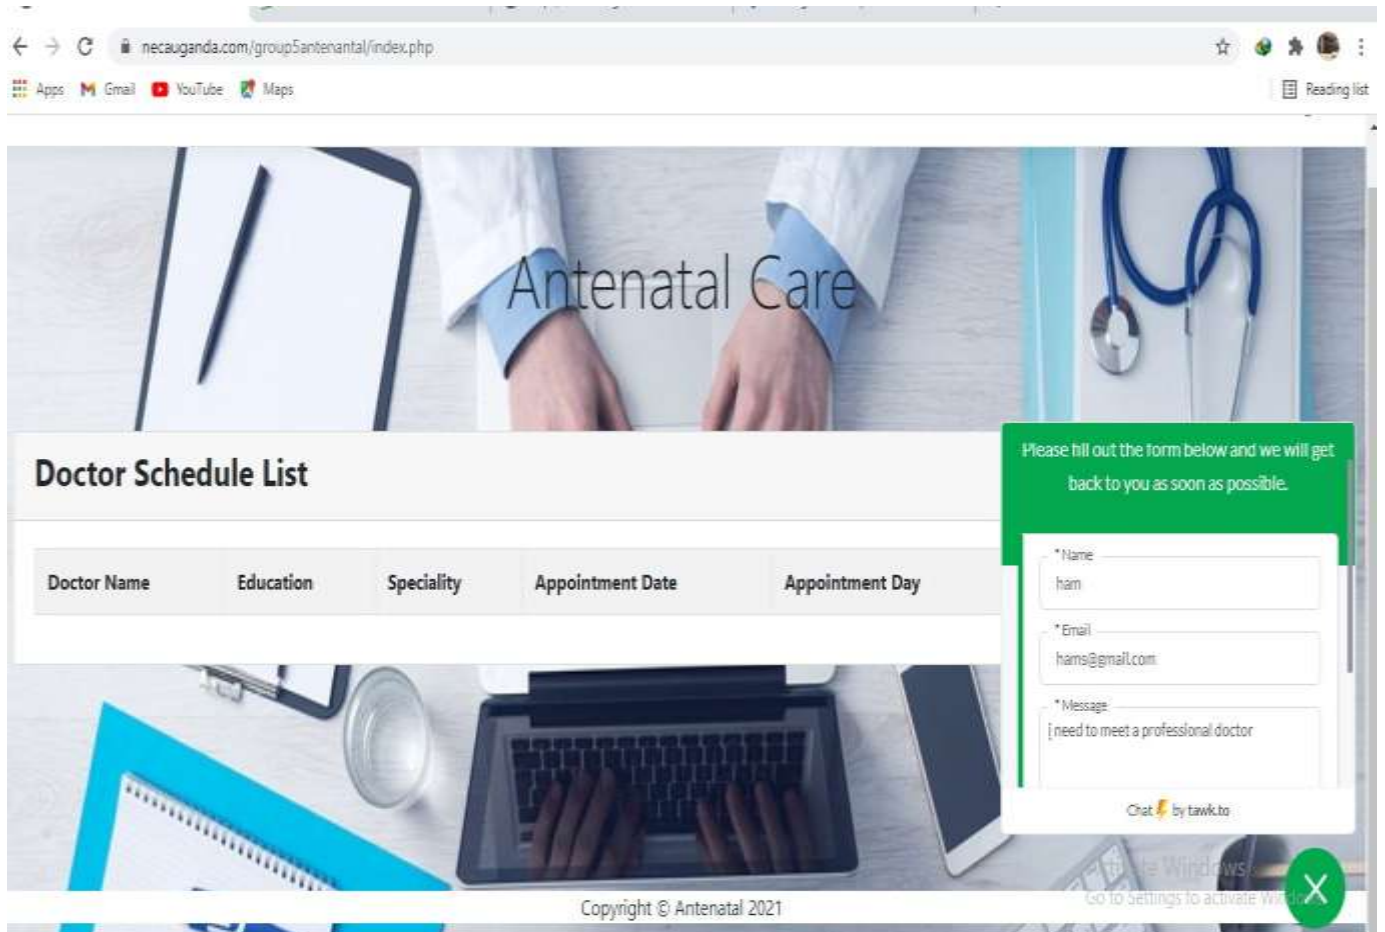 necauganda.com/group5antenantal/index.php
Apps Gmail YouTube Maps Reading list
Antenatal Care
Doctor Schedule List
Doctor Name Education Speciality Appointment Date Appointment Day
Please fill out the form below and we will get
back to you as soon as possible.
* Name
ham
* Email
hams@gmail.com
* Message
i need to meet a professional doctor
Chat by tawk.to
Activate Windows
Go to Settings to activate Windows.
Copyright © Antenatal 2021